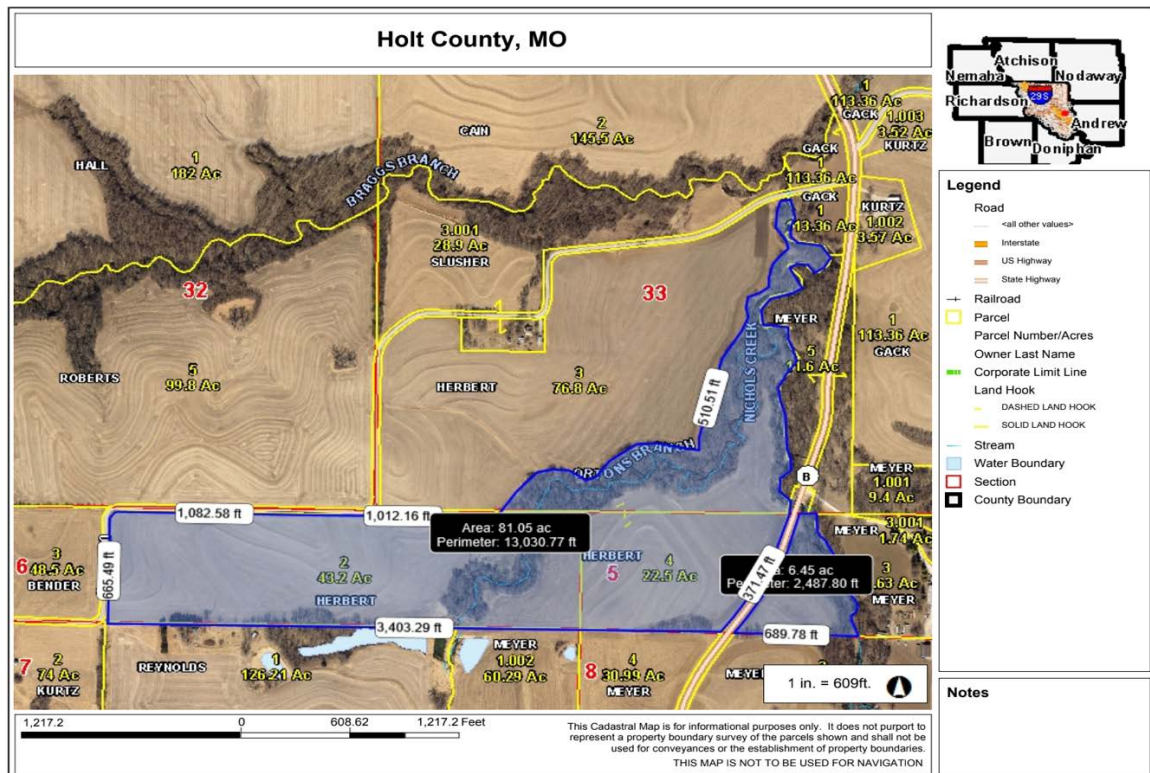 Holt County, MO
Atchison
Nemaha
Nodaway
Richardson
29S
Andrew
Brown
Doniphan
Legend
Road
<all other values>
Interstate
US Highway
State Highway
Railroad
Parcel
Parcel Number/Acres
Owner Last Name
Corporate Limit Line
Land Hook
DASHED LAND HOOK
SOLID LAND HOOK
Stream
Water Boundary
Section
County Boundary
Notes
HALL
1
182 Ac
BRAGGS BRANCH
CAIN
2
145.5 Ac
1
113.36 Ac
GACK
1.003
3.52 Ac
KURTZ
GACK
1
113.36 Ac
GACK
1
13.36 Ac
KURTZ
1.002
3.57 Ac
3.001
28.9 Ac
SLUSHER
32
33
MEYER
5
11.6 Ac
1
113.36 Ac
GACK
ROBERTS
5
99.8 Ac
HERBERT
3
76.8 Ac
510.51 ft
NICHOLS CREEK
ONS BRANCH
B
MEYER
1.001
9.4 Ac
1,082.58 ft
1,012.16 ft
Area: 81.05 ac
Perimeter: 13,030.77 ft
MEYER
3.001
1.74 Ac
6
3
48.5 Ac
BENDER
665.49 ft
2
43.2 Ac
HERBERT
HERBERT
5
4
22.5 Ac
6.45 ac
2,487.80 ft
371.47 ft
3
.63 Ac
MEYER
3,403.29 ft
689.78 ft
7
2
74 Ac
KURTZ
REYNOLDS
1
126.21 Ac
MEYER
1.002
60.29 Ac
8
4
30.99 Ac
MEYER
1 in. = 609ft.
1,217.2
0
608.62
1,217.2 Feet
This Cadastral Map is for informational purposes only. It does not purport to
represent a property boundary survey of the parcels shown and shall not be
used for conveyances or the establishment of property boundaries.
THIS MAP IS NOT TO BE USED FOR NAVIGATION